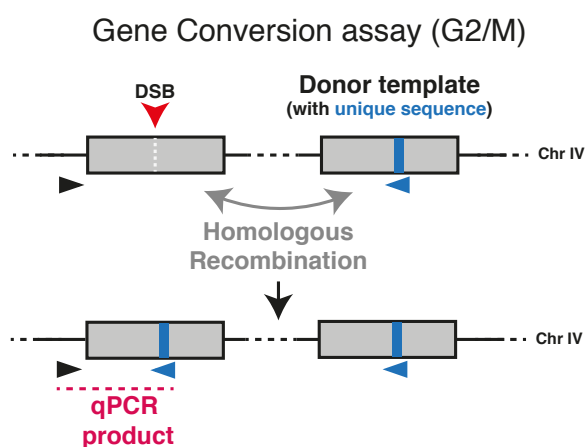 Gene Conversion assay (G2/M)
DSB
Donor template
(with unique sequence)
Chr IV
Homologous
Recombination
Chr IV
qPCR
product